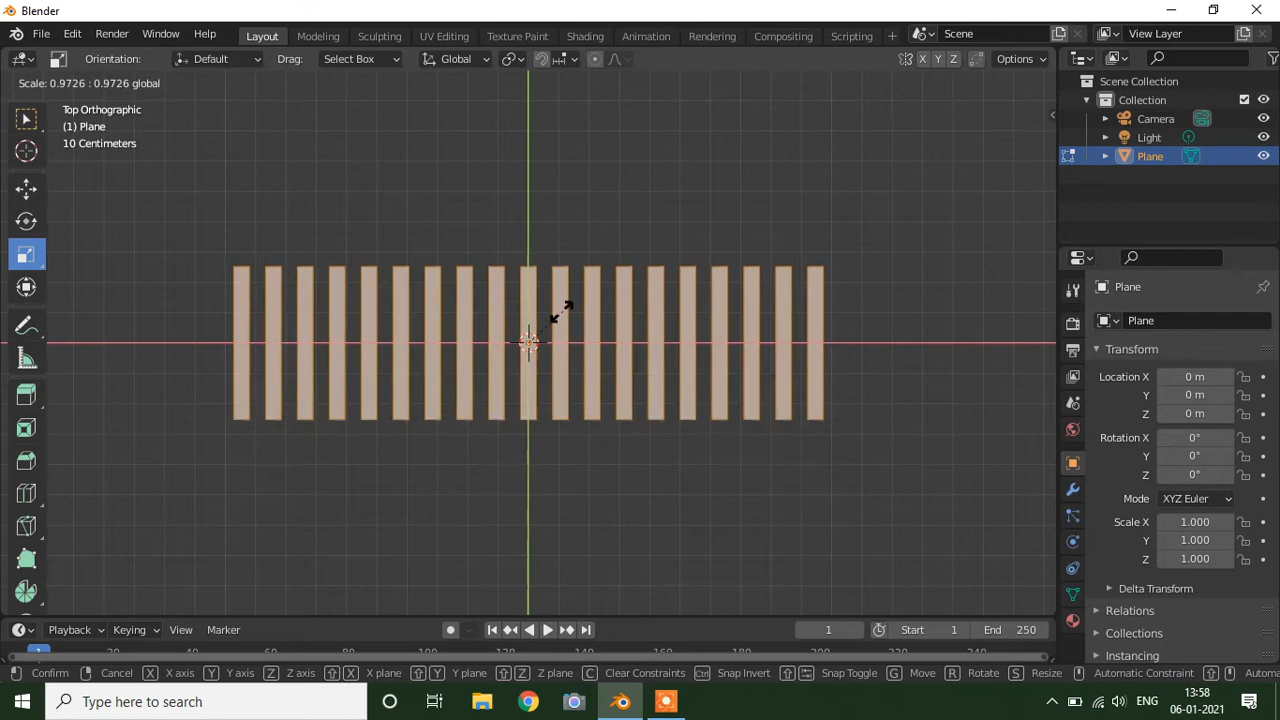 Blender
File Edit Render Window Help Layout Modeling Sculpting UV Editing Texture Paint Shading Animation Rendering Compositing Scripting + Scene View Layer
Orientation: Default Drag: Select Box Global X Y Z Options
Scale: 0.9726 : 0.9726 global
Top Orthographic
(1) Plane
10 Centimeters
Scene Collection
Collection
Camera
Light
Plane
Plane
Plane
Transform
Location X 0 m
Y 0 m
Z 0 m
Rotation X 0°
Y 0°
Z 0°
Mode XYZ Euler
Scale X 1.000
Y 1.000
Z 1.000
Delta Transform
Relations
Collections
Instancing
Playback Keying View Marker 1 Start 1 End 250
Confirm Cancel X X axis Y Y axis Z Z axis X X plane Y Y plane Z Z plane C Clear Constraints Ctrl Snap Invert Snap Toggle G Move R Rotate S Resize Automatic Constraint
Type here to search
ENG
13:58
06-01-2021